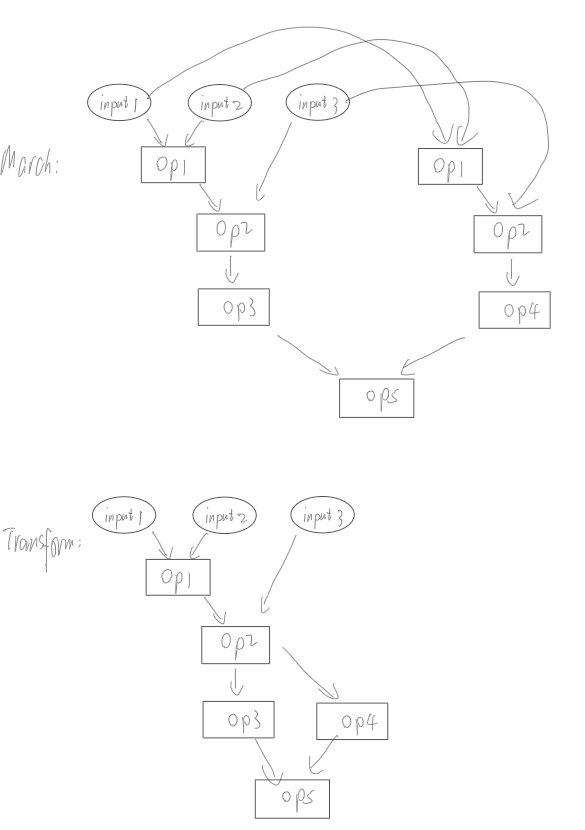 input 1 input 2 input 3
March:
Op1 Op1
Op2 Op2
Op3 Op4
Op5
input 1 input 2 input 3
Transform:
Op1
Op2
Op3 Op4
Op5